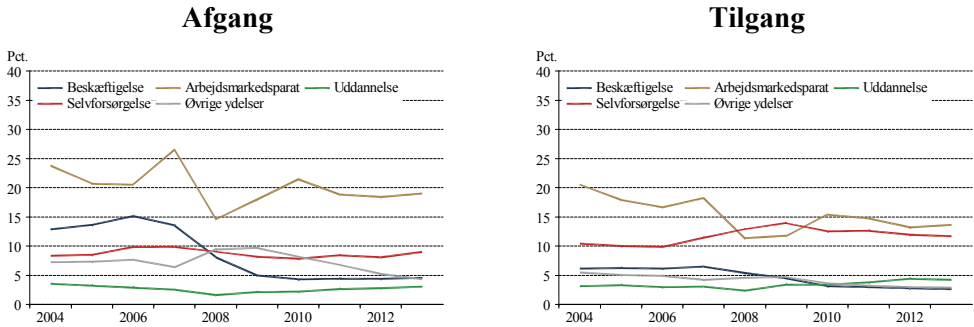 Afgang
Pct.
40
35
30
25
20
15
10
5
0
Beskæftigelse Arbejdsmarkedsparat Uddannelse
Selvforsørgelse Øvrige ydelser
2004 2006 2008 2010 2012
Tilgang
Pct.
40
35
30
25
20
15
10
5
0
Beskæftigelse Arbejdsmarkedsparat Uddannelse
Selvforsørgelse Øvrige ydelser
2004 2006 2008 2010 2012